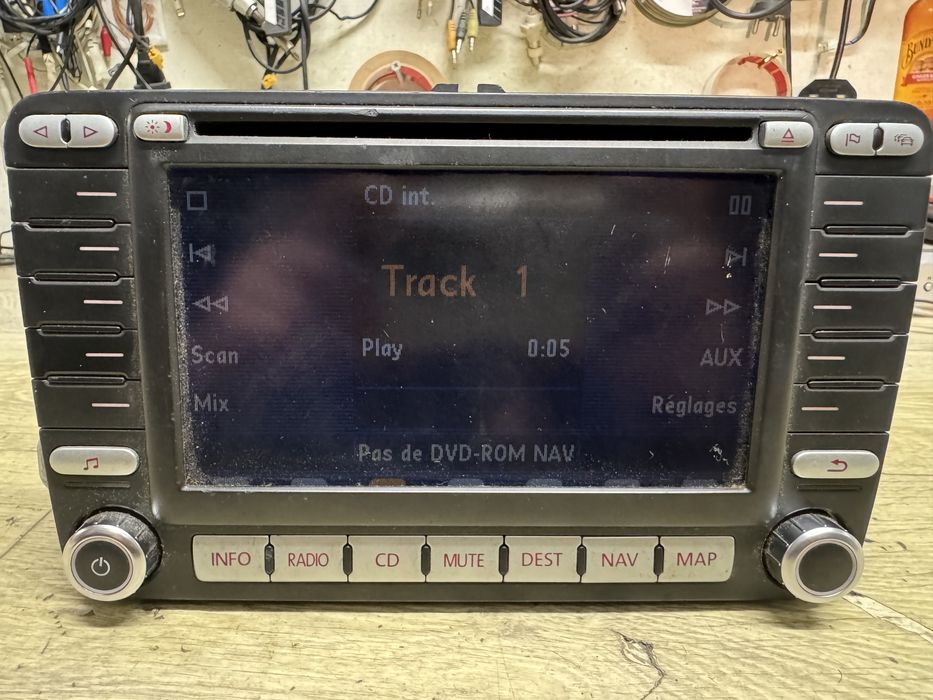 CD int.
Track 1
Scan
Play 0:05
AUX
Mix
Réglages
Pas de DVD-ROM NAV
INFO
RADIO
CD
MUTE
DEST
NAV
MAP